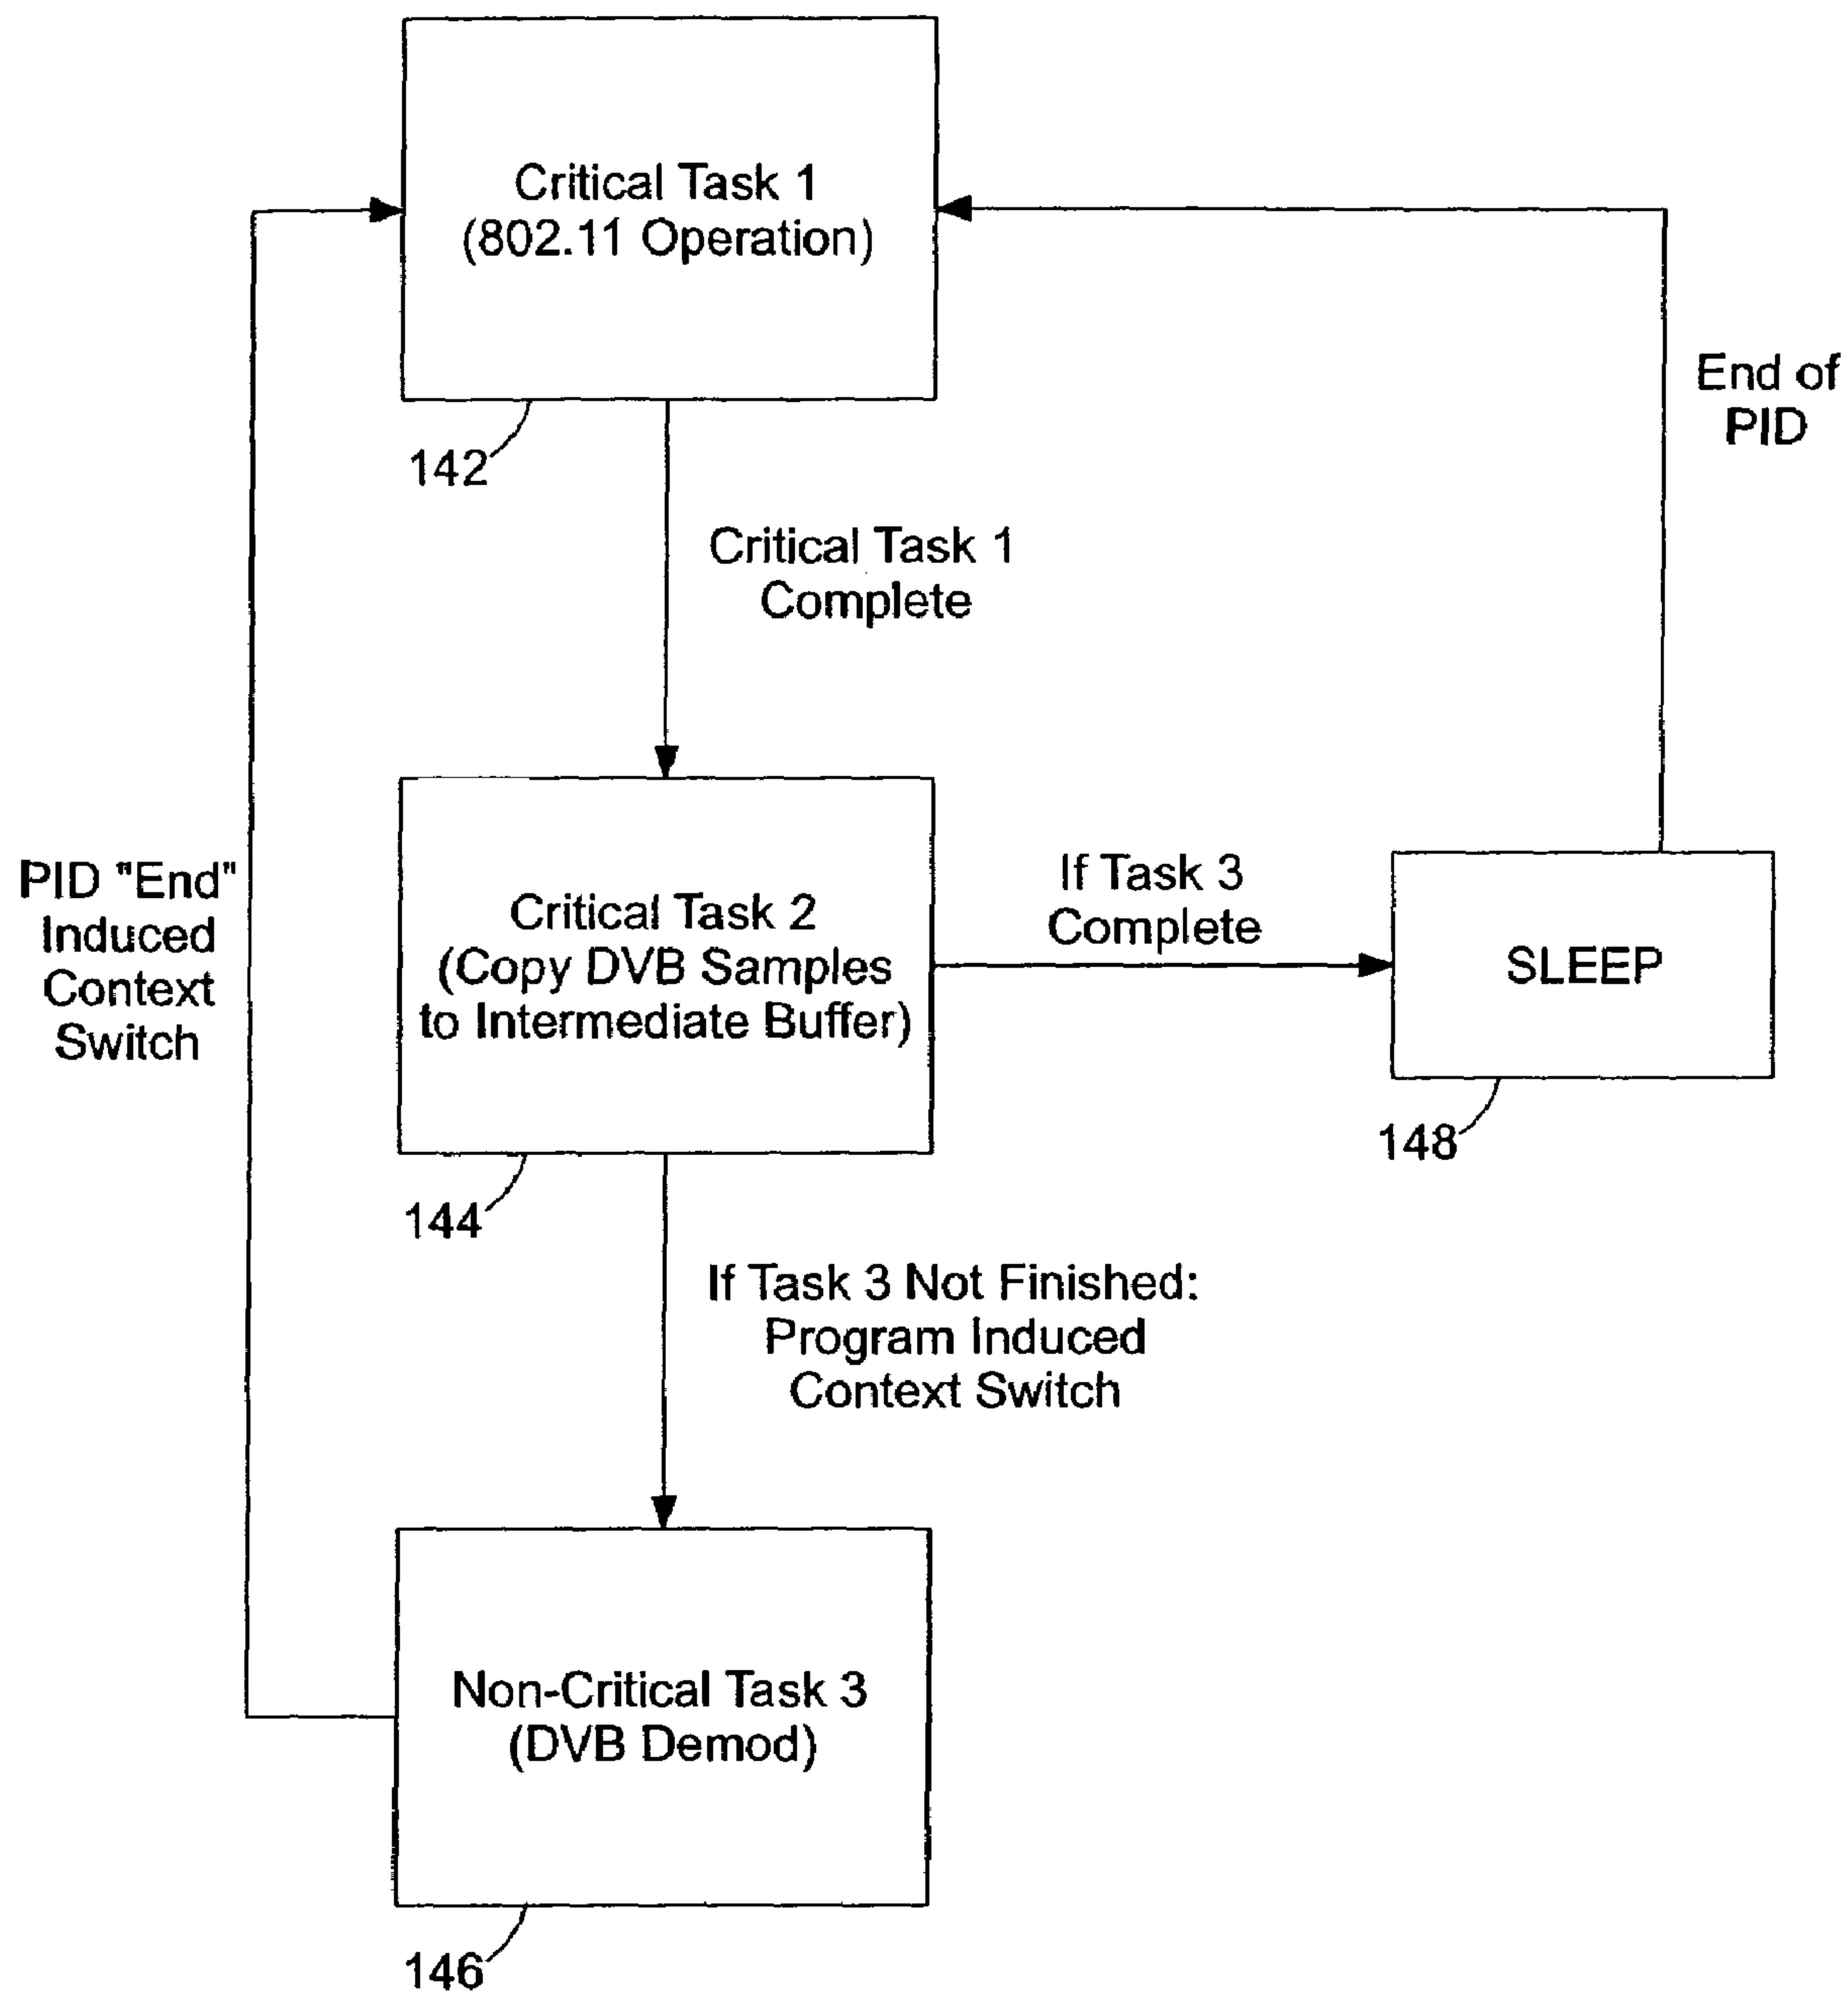 Critical Task 1
(802.11 Operation)
142
End of
PID
Critical Task 1
Complete
PID "End"
Induced
Context
Switch
Critical Task 2
(Copy DVB Samples
to Intermediate Buffer)
144
If Task 3
Complete
SLEEP
148
If Task 3 Not Finished:
Program Induced
Context Switch
Non-Critical Task 3
(DVB Demod)
146